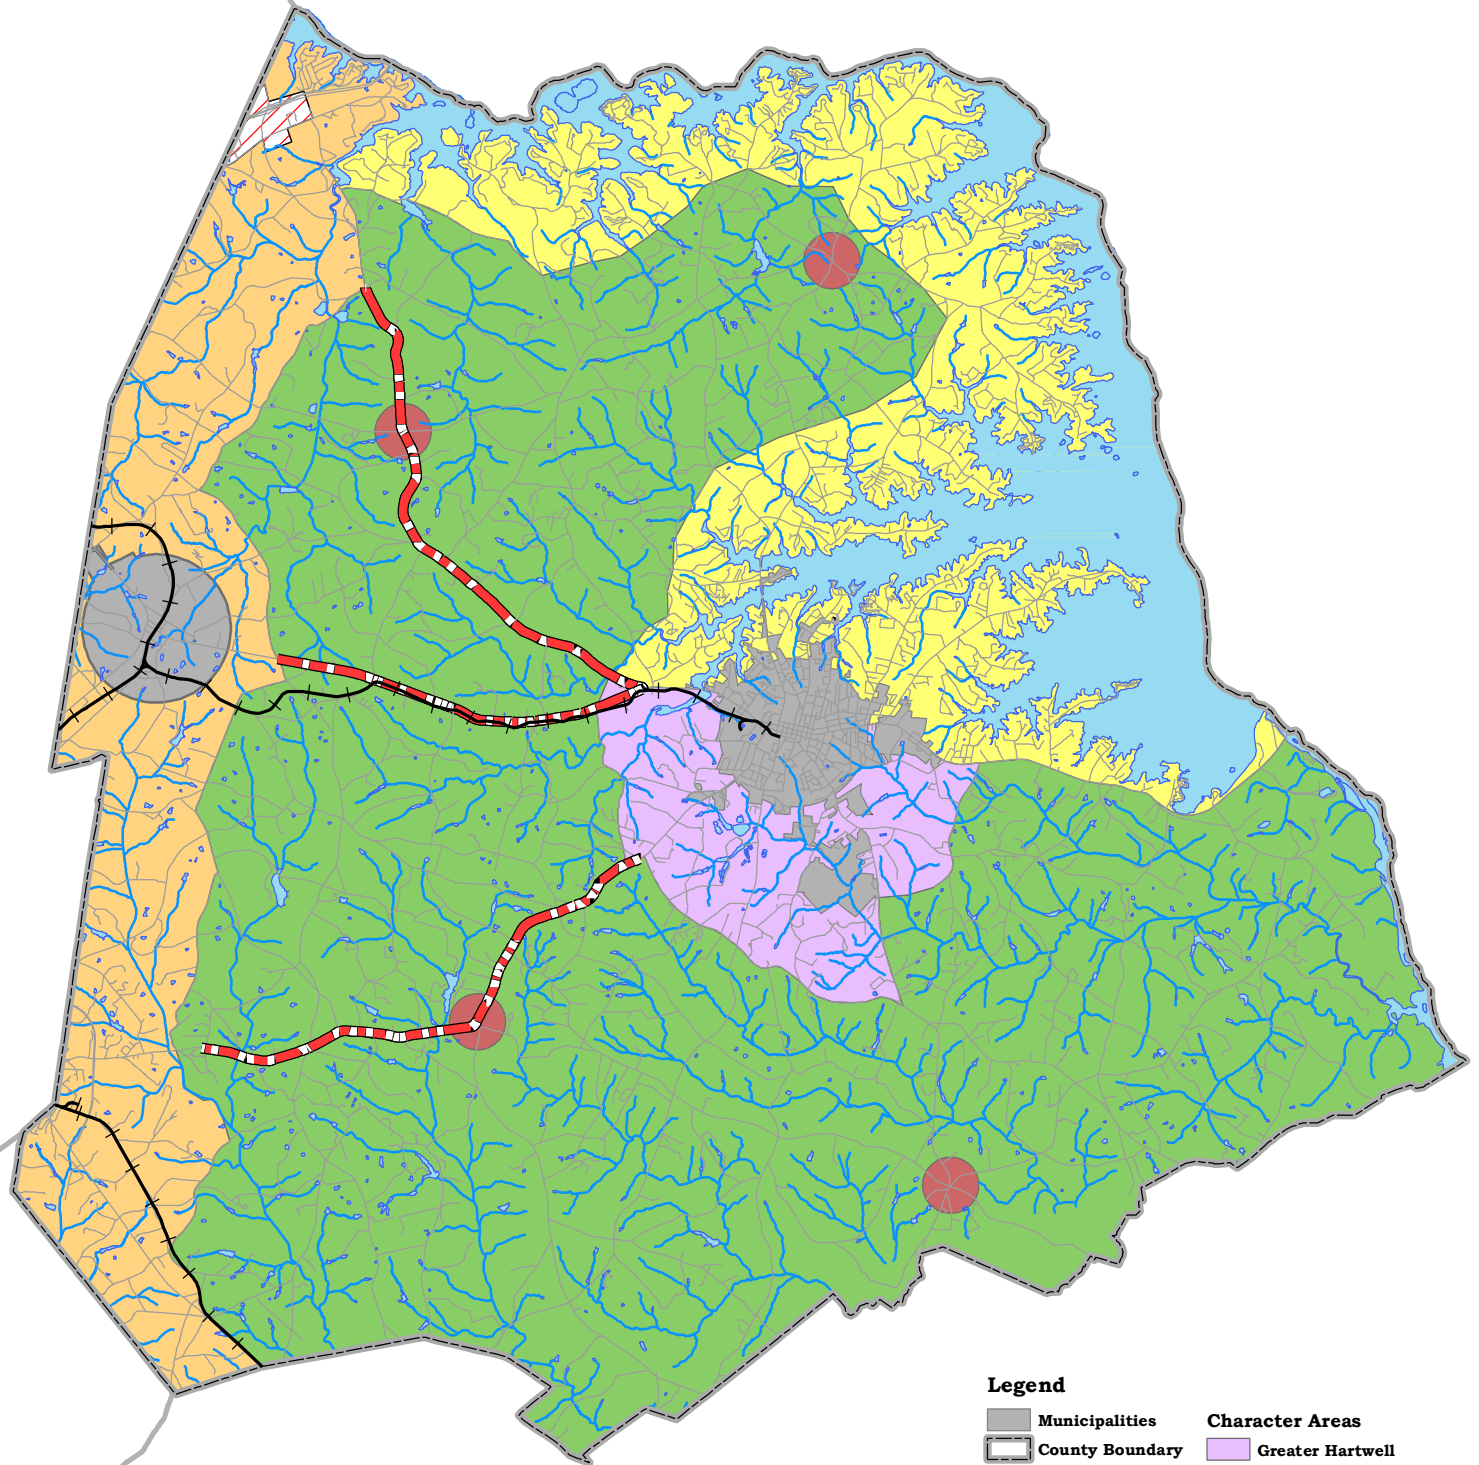 Legend
Municipalities
Character Areas
County Boundary
Greater Hartwell